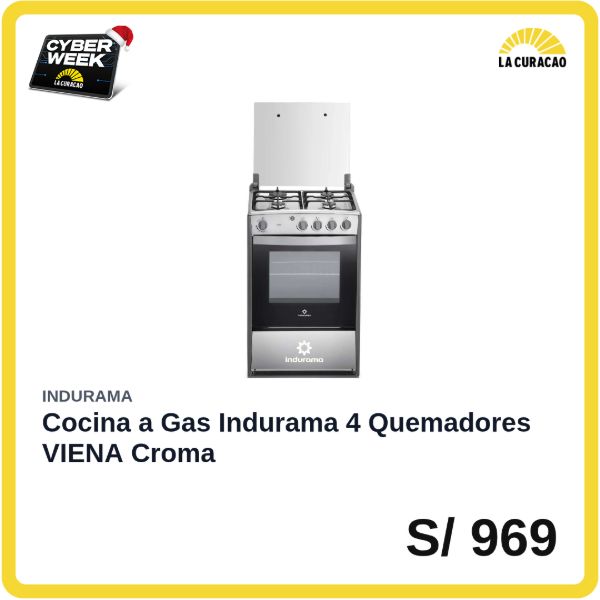 CYBER
WEEK
LA CURACAO
LA CURACAO
indurama
INDURAMA
Cocina a Gas Indurama 4 Quemadores
VIENA Croma
S/ 969